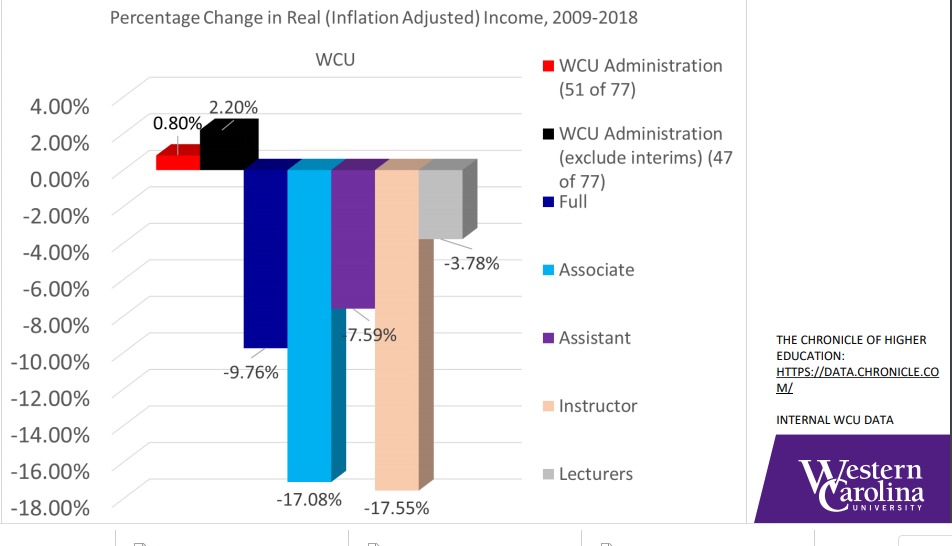 Percentage Change in Real (Inflation Adjusted) Income, 2009-2018
WCU
4.00%
2.00%
0.00%
-2.00%
-4.00%
-6.00%
-8.00%
-10.00%
-12.00%
-14.00%
-16.00%
-18.00%
0.80%
2.20%
-9.76%
-17.08%
-7.59%
-17.55%
-3.78%
WCU Administration
(51 of 77)
WCU Administration
(exclude interims) (47
of 77)
Full
Associate
Assistant
Instructor
Lecturers
THE CHRONICLE OF HIGHER
EDUCATION:
HTTPS://DATA.CHRONICLE.CO
M/
INTERNAL WCU DATA
Western
Carolina
UNIVERSITY